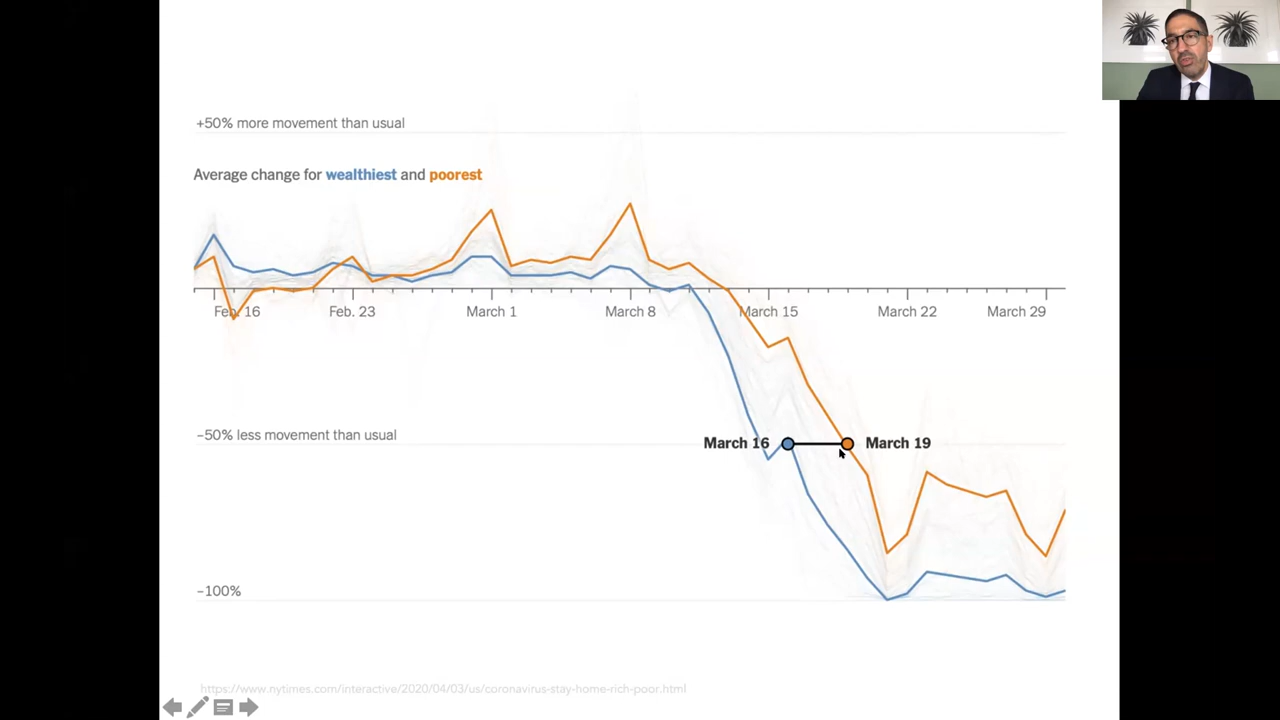 +50% more movement than usual
Average change for wealthiest and poorest
Feb. 16 Feb. 23 March 1 March 8 March 15 March 22 March 29
−50% less movement than usual
March 16 March 19
−100%
https://www.nytimes.com/interactive/2020/04/03/us/coronavirus-stay-home-rich-poor.html